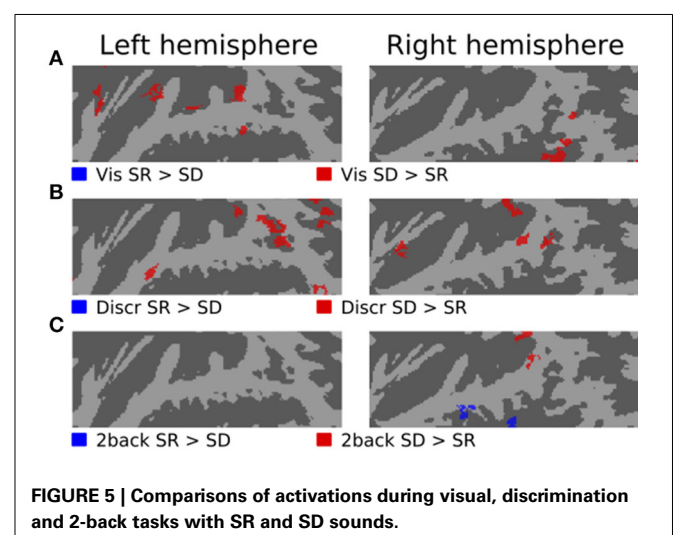 Left hemisphere Right hemisphere
A
Vis SR > SD Vis SD > SR
B
Discr SR > SD Discr SD > SR
C
2back SR > SD 2back SD > SR
FIGURE 5 | Comparisons of activations during visual, discrimination
and 2-back tasks with SR and SD sounds.